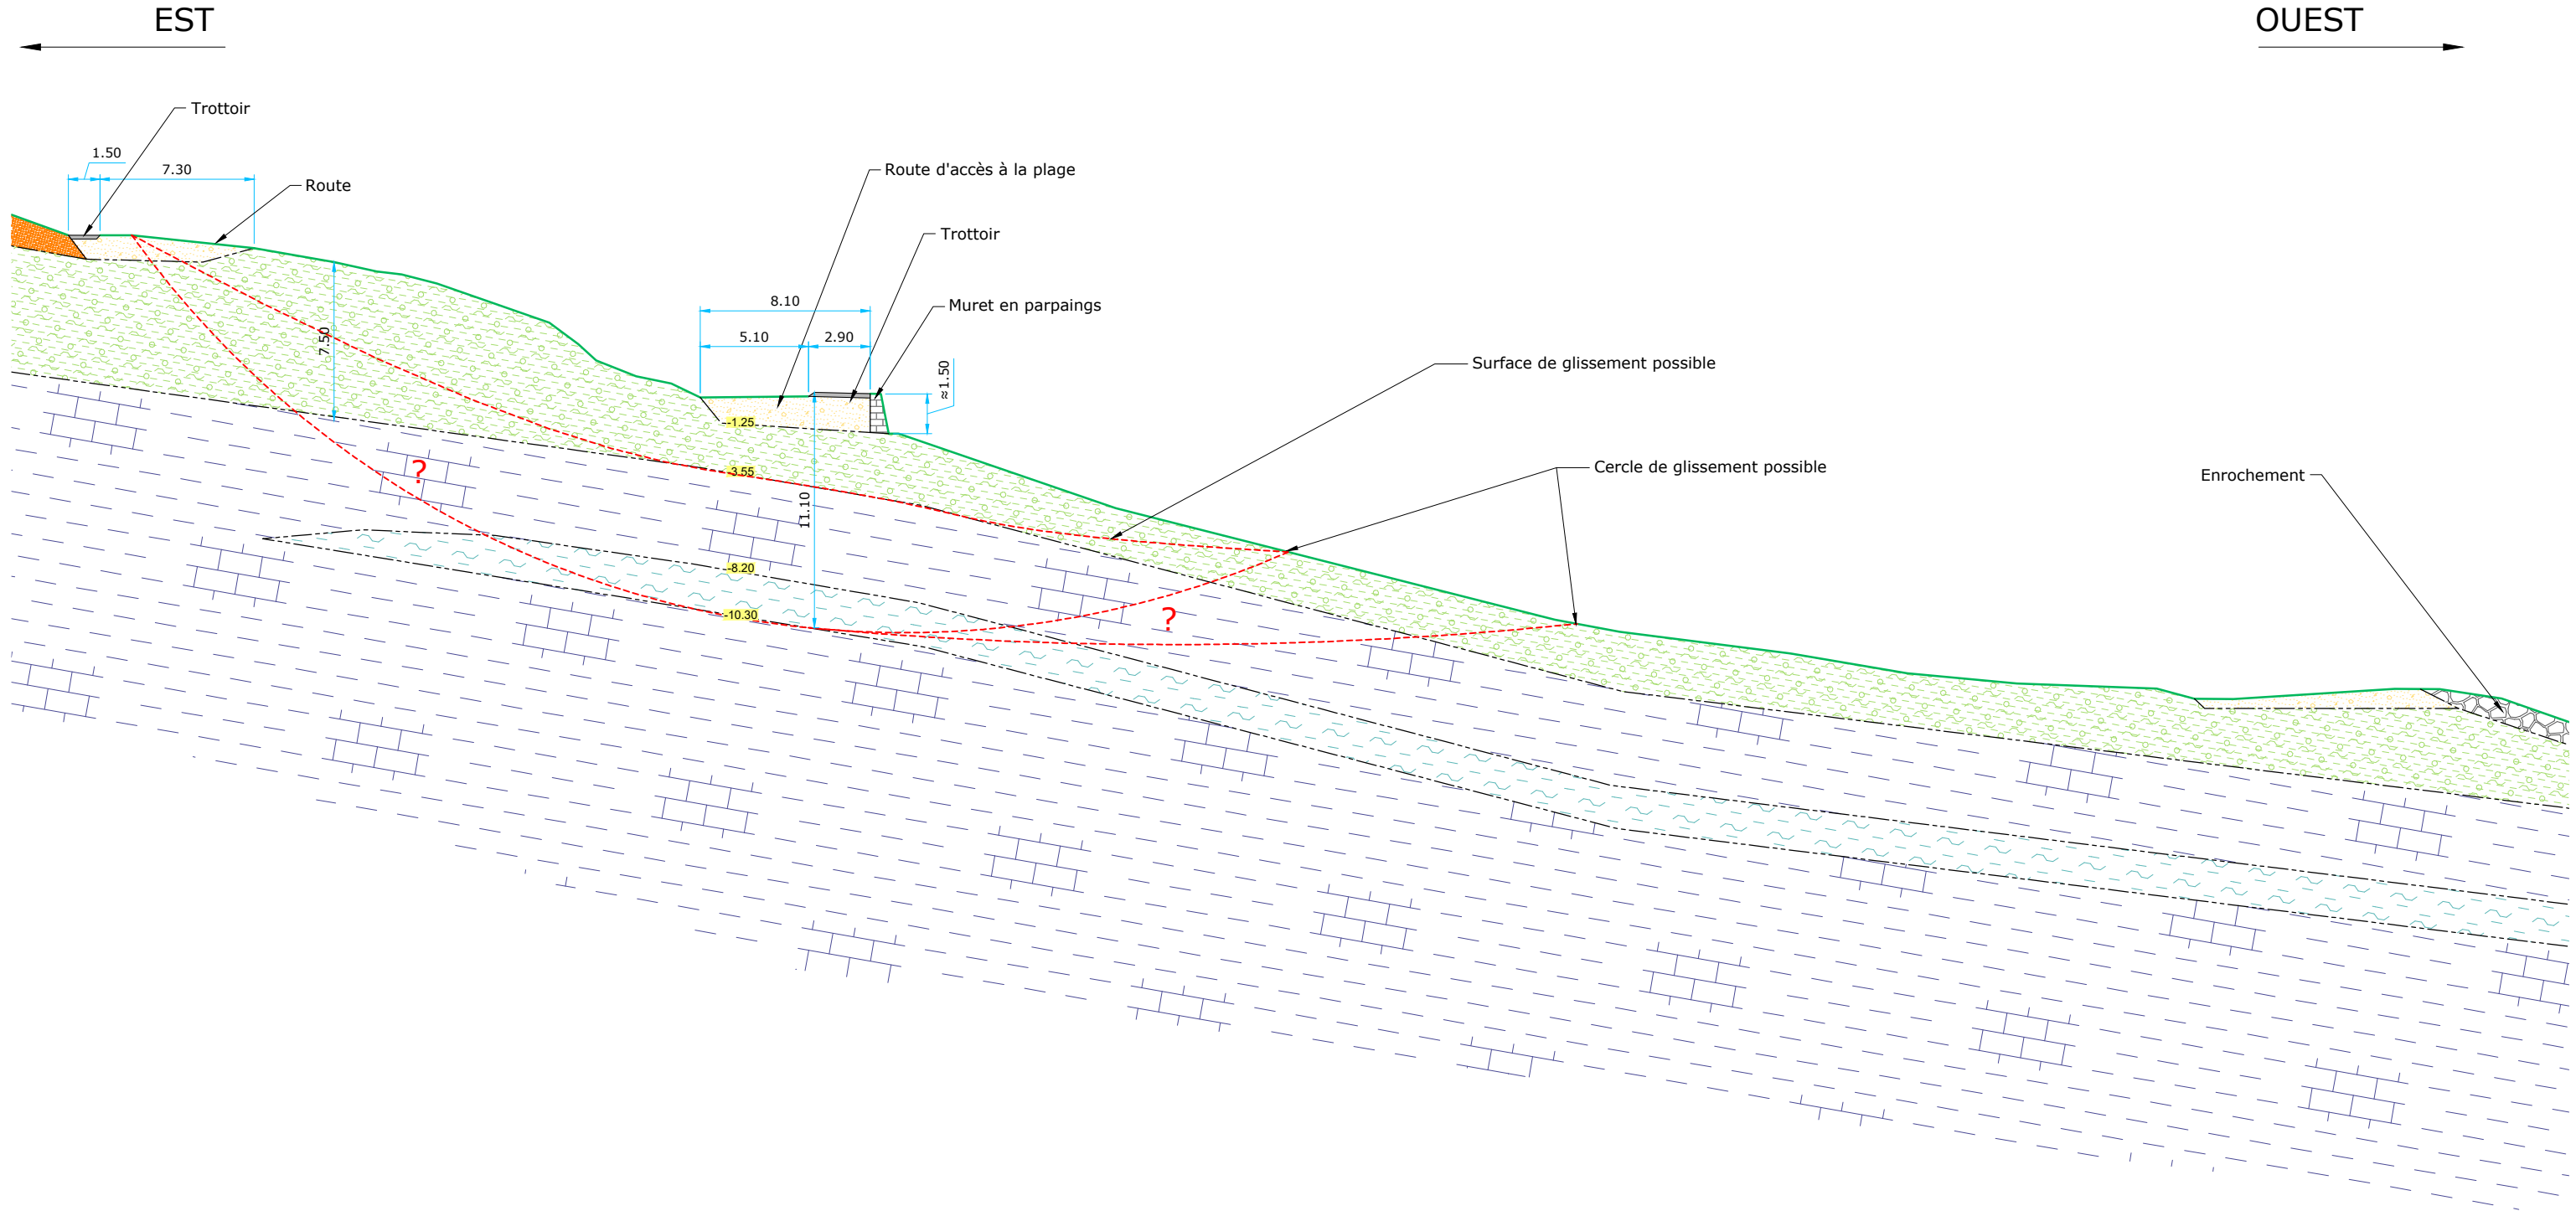 EST
OUEST
Trottoir
1.50
7.30
Route
Route d'accès à la plage
Trottoir
8.10
Muret en parpaings
5.10
2.90
≈1.50
7.50
Surface de glissement possible
-1.25
Cercle de glissement possible
Enrochement
?
-3.55
11.10
-8.20
-10.30
?